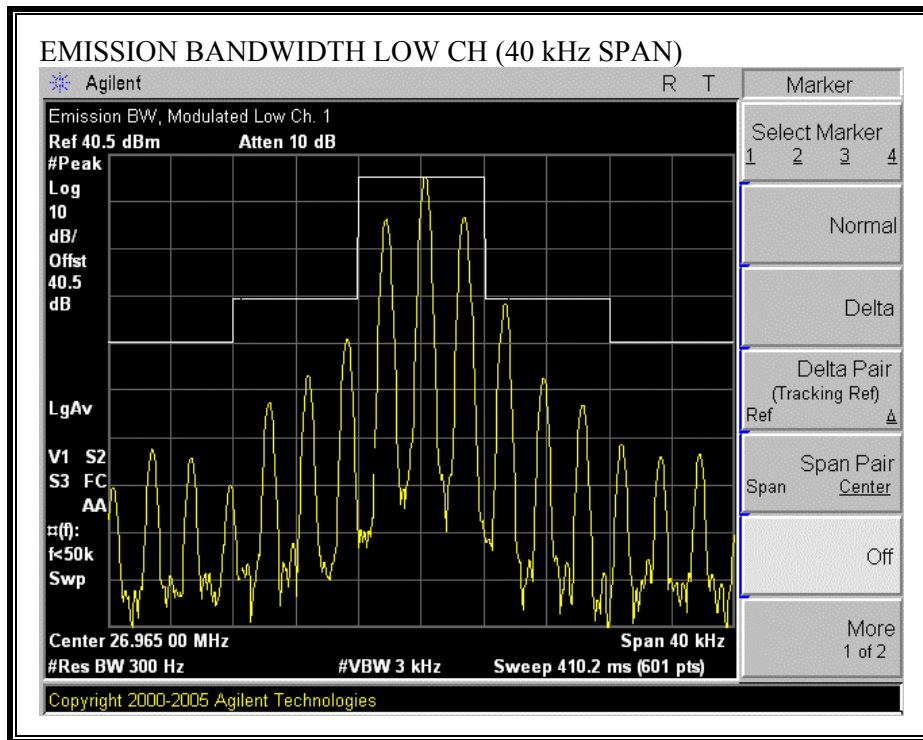 EMISSION BANDWIDTH LOW CH (40 kHz SPAN)
Agilent R T
Emission BW, Modulated Low Ch. 1
Ref 40.5 dBm Atten 10 dB
#Peak
Log
10
dB/
Offst
40.5
dB
LgAv
V1 S2
S3 FC
AA
¤(f):
f<50k
Swp
Center 26.965 00 MHz Span 40 kHz
#Res BW 300 Hz #VBW 3 kHz Sweep 410.2 ms (601 pts)
Copyright 2000-2005 Agilent Technologies
Marker
Select Marker
1 2 3 4
Normal
Delta
Delta Pair
(Tracking Ref)
Ref Δ
Span Pair
Span Center
Off
More
1 of 2